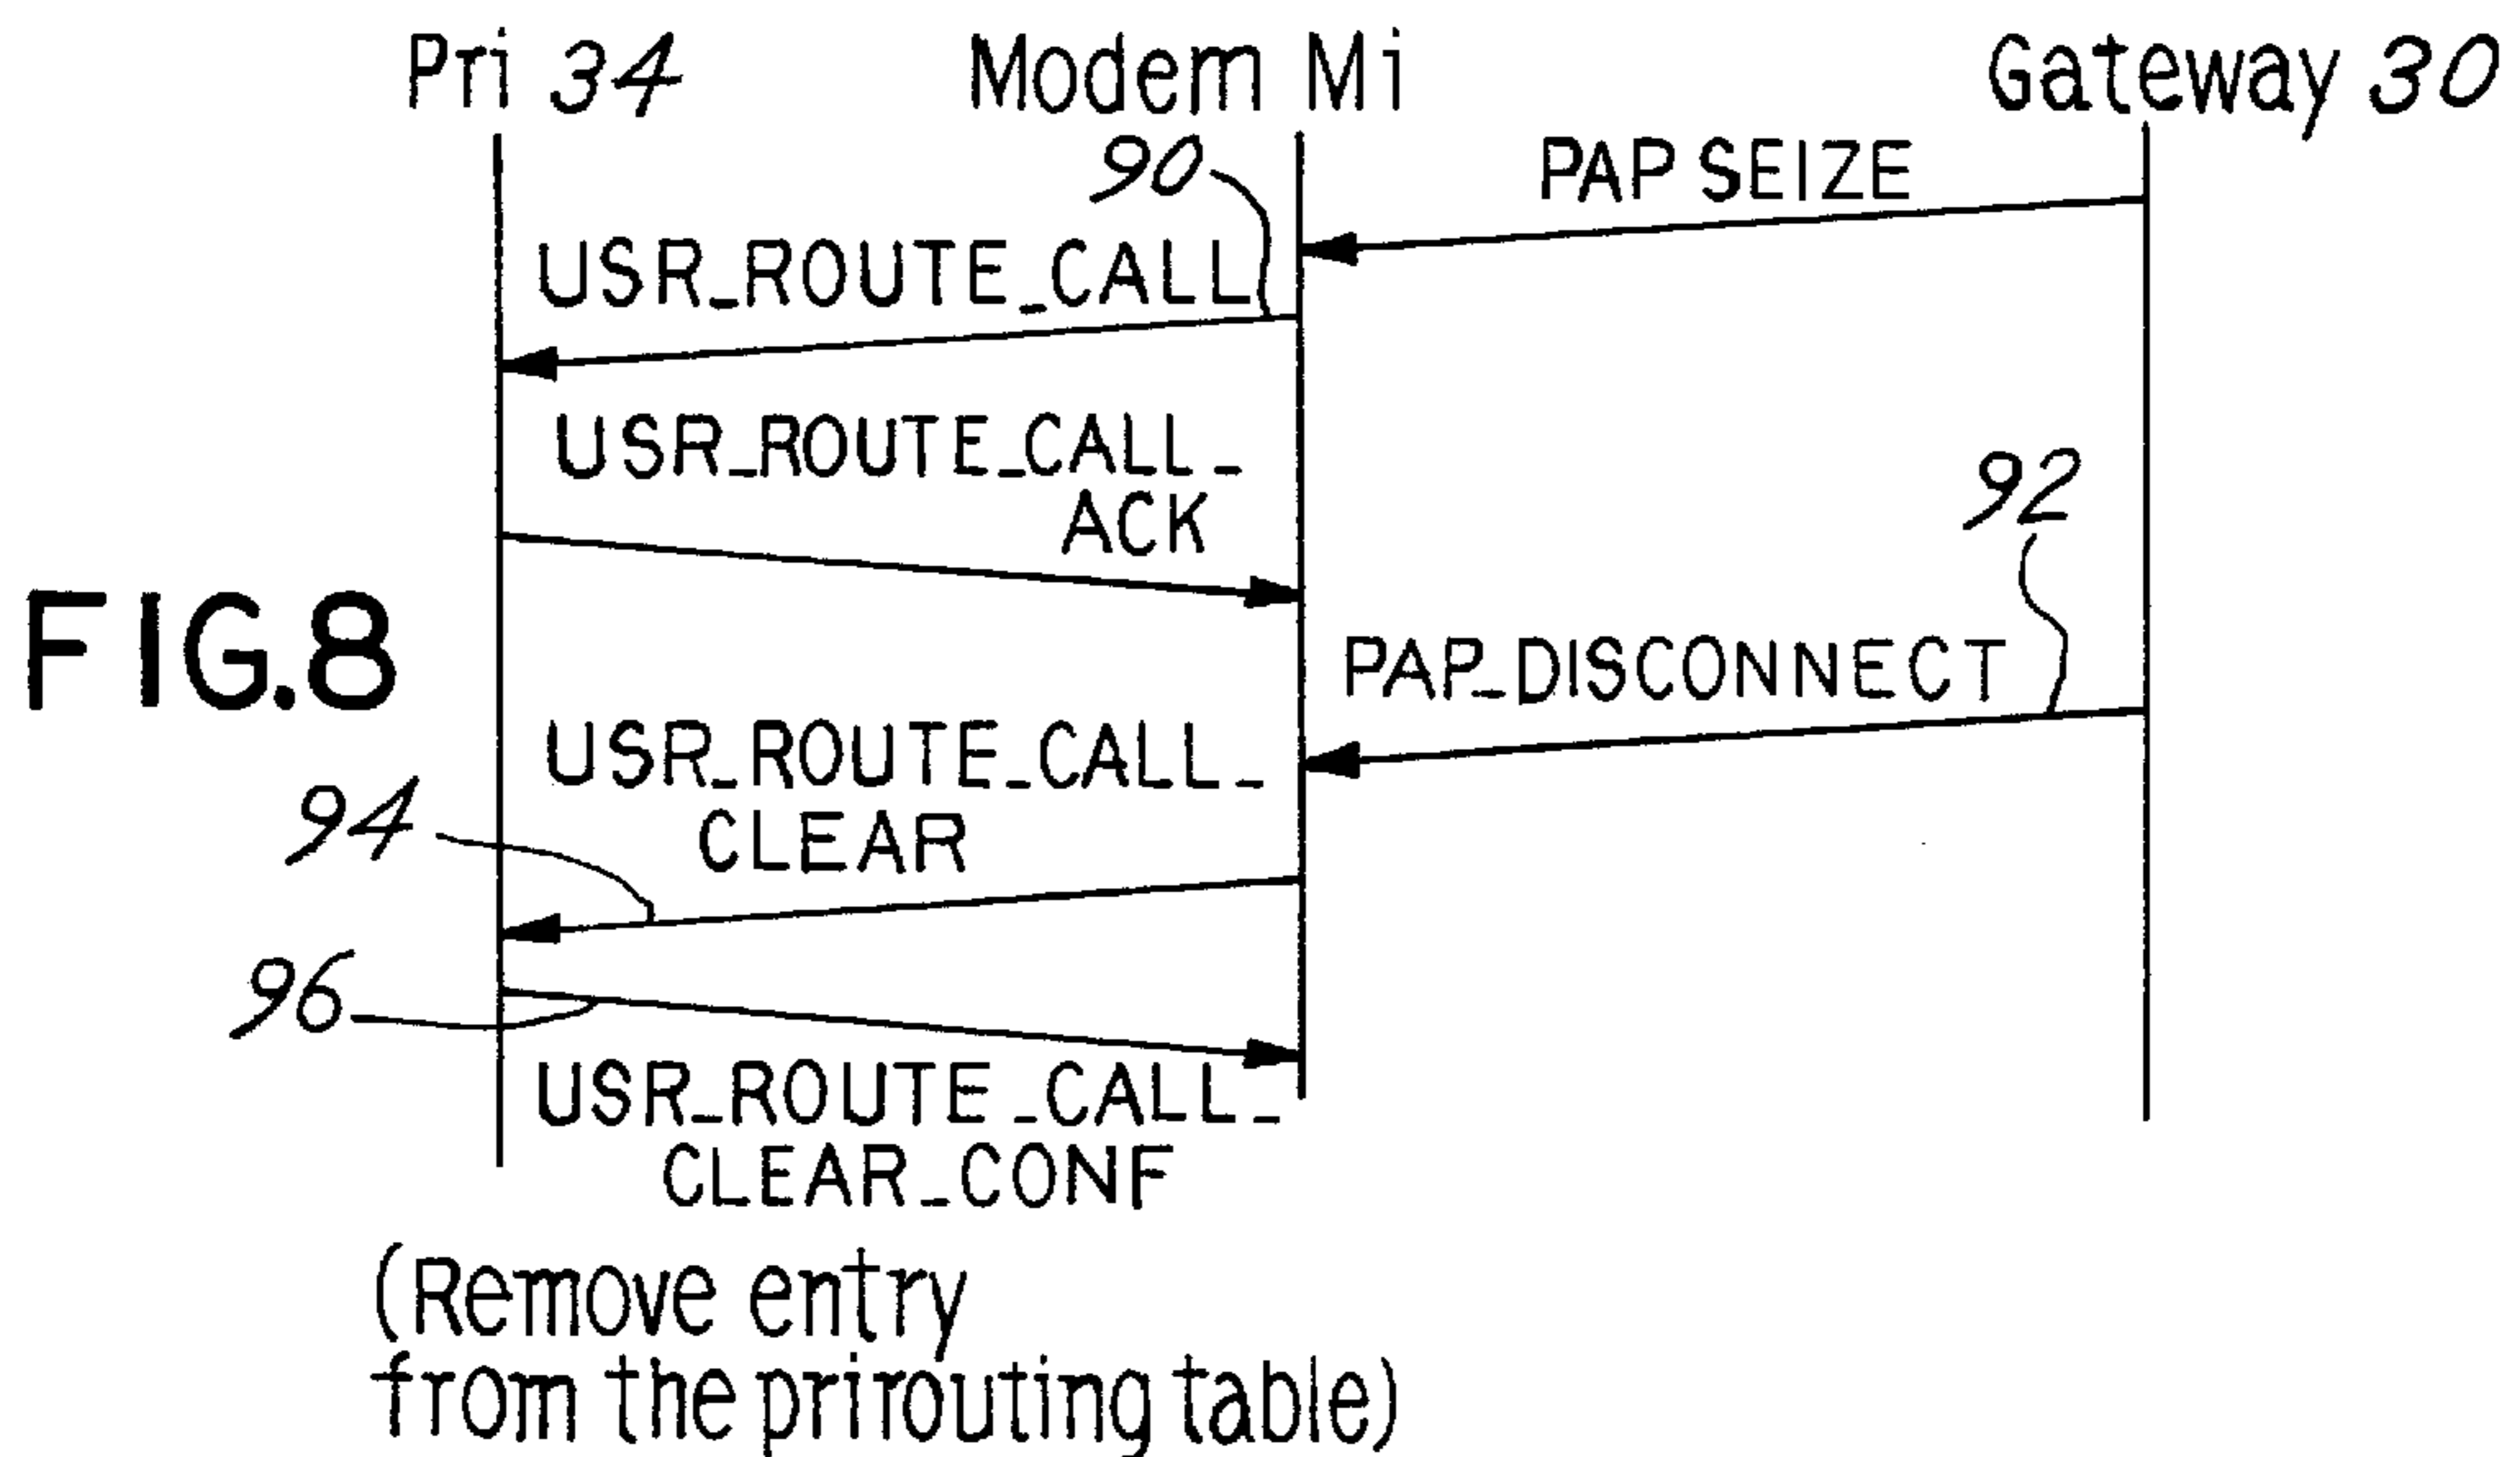 Pri 34 Modem Mi Gateway 30
90
PAP SEIZE
USR_ROUTE_CALL
USR_ROUTE_CALL_
ACK
92
FIG.8
PAP_DISCONNECT
USR_ROUTE_CALL_
CLEAR
94
96
USR_ROUTE_CALL_
CLEAR_CONF
(Remove entry
from the prirouting table)